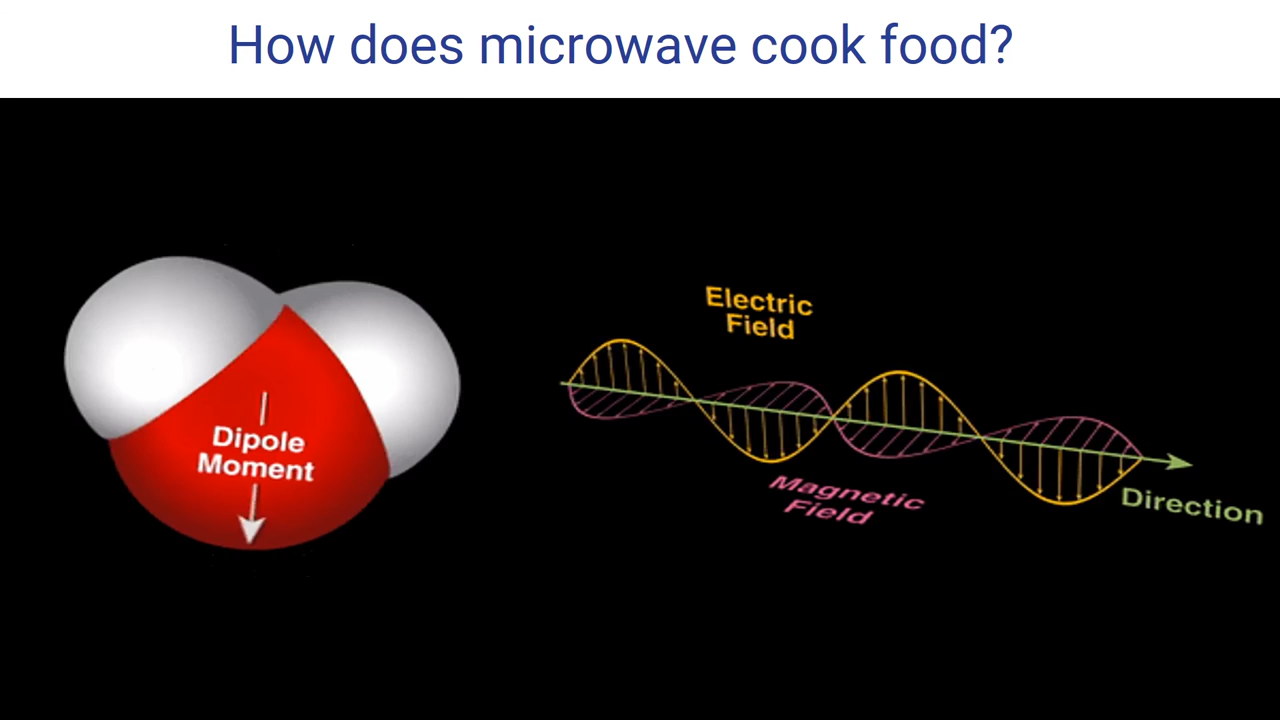 How does microwave cook food?
Dipole
Moment
Electric
Field
Magnetic
Field
Direction